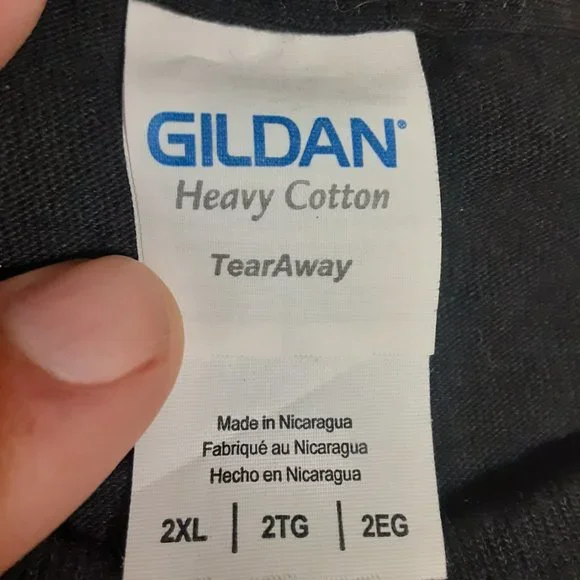 GILDAN®
Heavy Cotton
TearAway
Made in Nicaragua
Fabriqué au Nicaragua
Hecho en Nicaragua
2XL | 2TG | 2EG